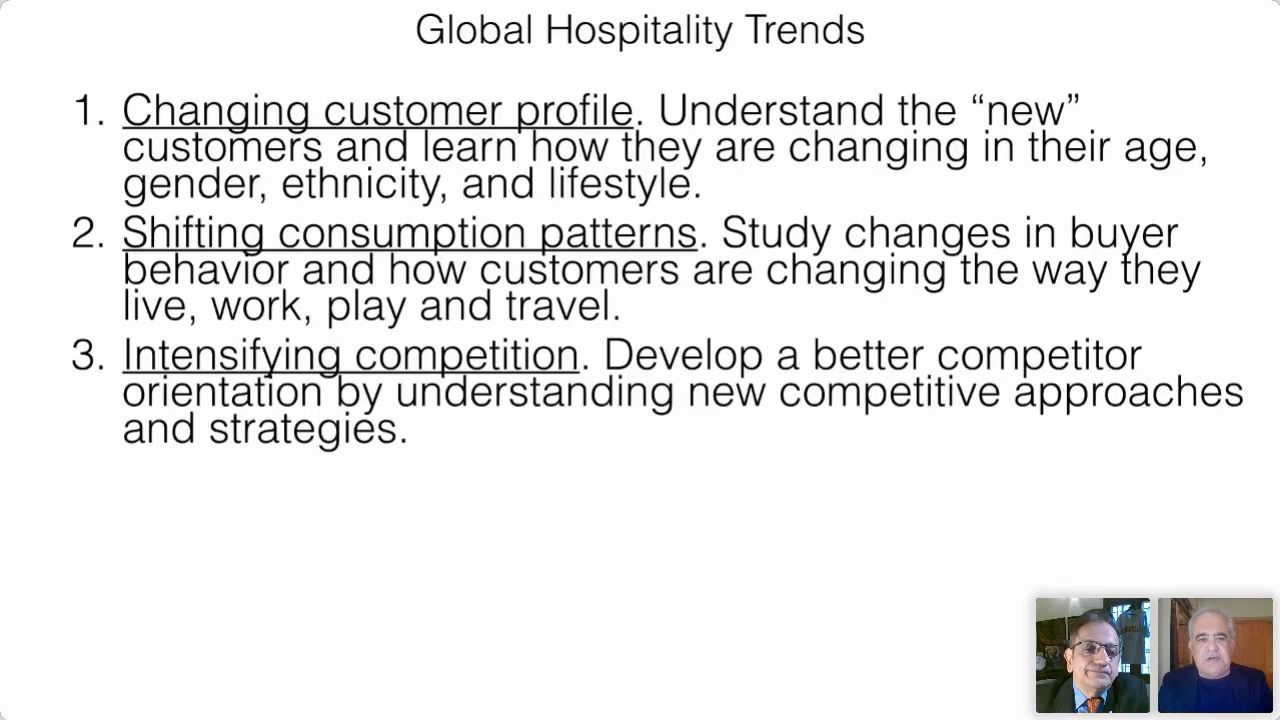 Global Hospitality Trends
1. Changing customer profile. Understand the “new”
customers and learn how they are changing in their age,
gender, ethnicity, and lifestyle.
2. Shifting consumption patterns. Study changes in buyer
behavior and how customers are changing the way they
live, work, play and travel.
3. Intensifying competition. Develop a better competitor
orientation by understanding new competitive approaches
and strategies.